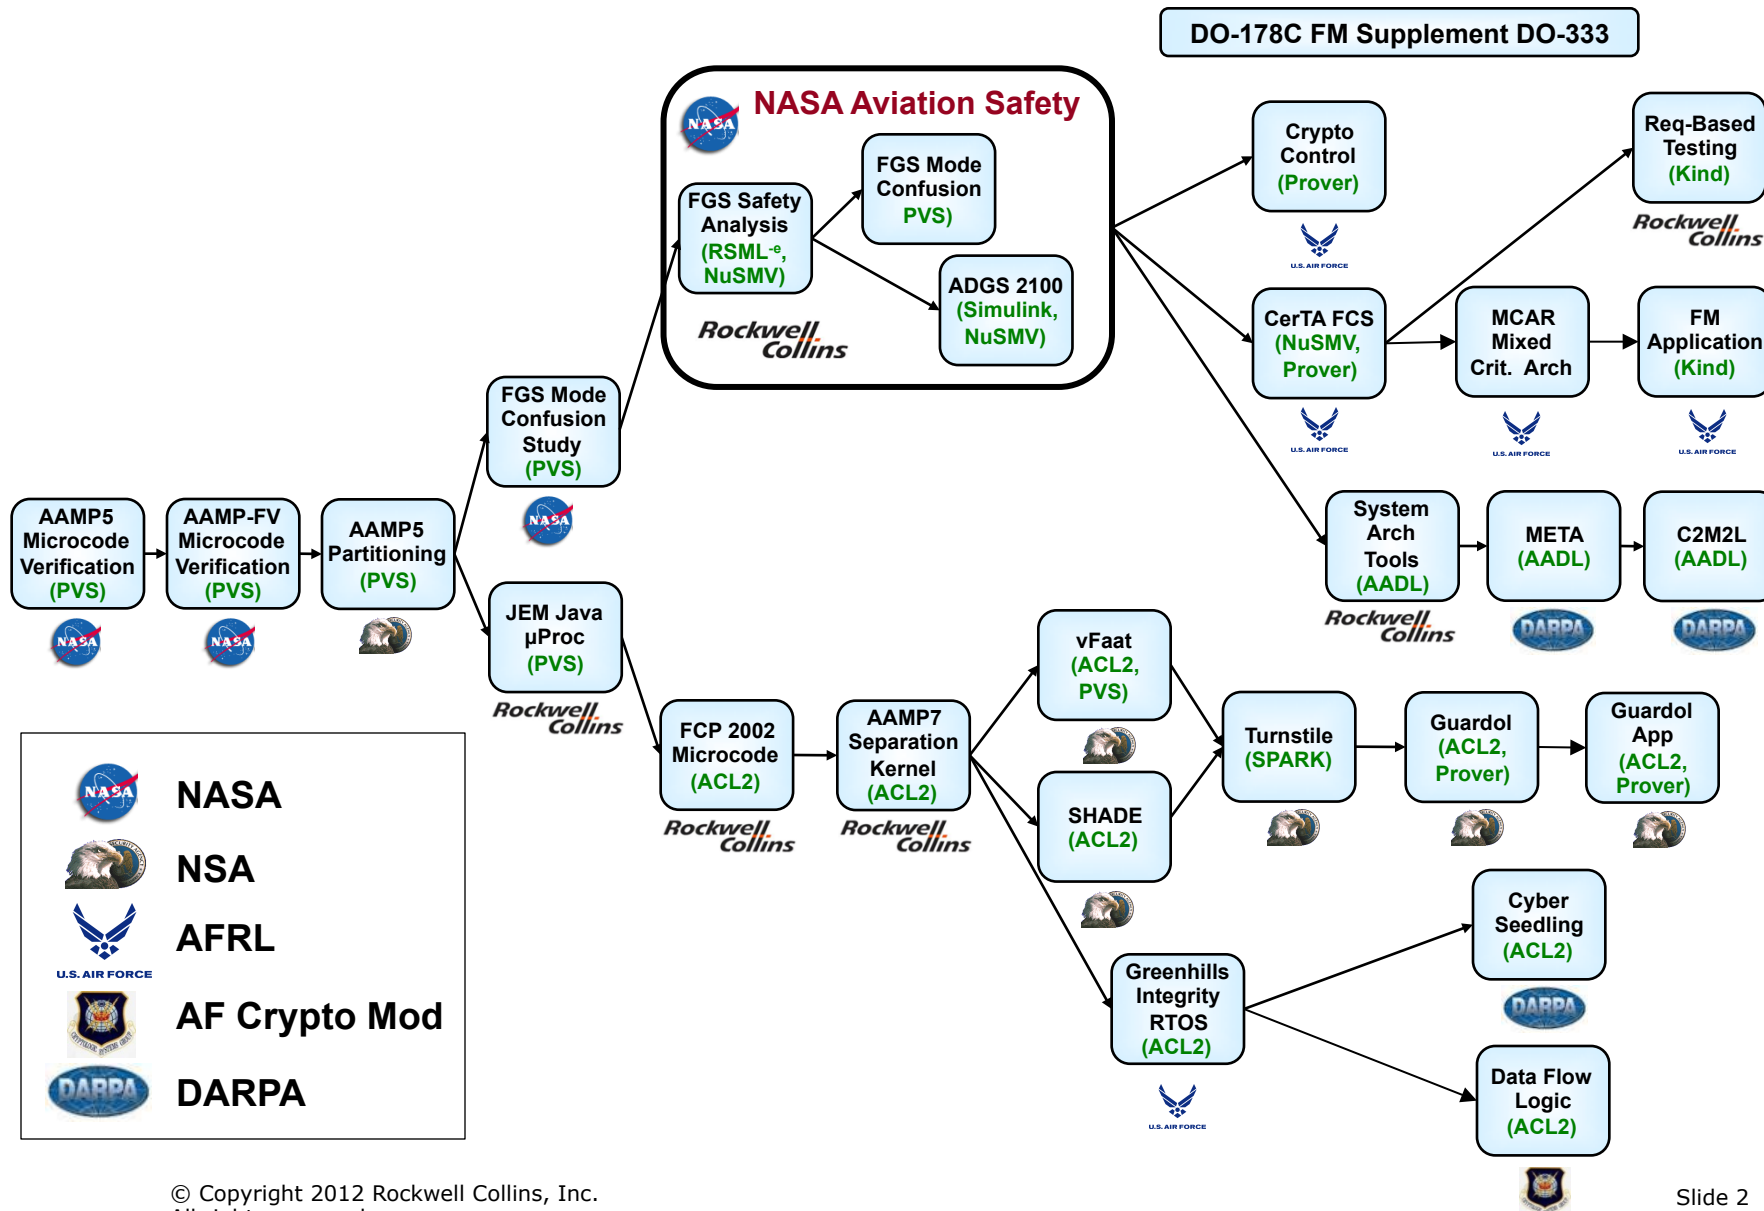 DO-178C FM Supplement DO-333
NASA
NASA Aviation Safety
FGS Safety
Analysis
(RSML-e,
NuSMV)
FGS Mode
Confusion
PVS)
ADGS 2100
(Simulink,
NuSMV)
Rockwell
Collins
Crypto
Control
(Prover)
U.S. AIR FORCE
Req-Based
Testing
(Kind)
Rockwell
Collins
CerTA FCS
(NuSMV,
Prover)
U.S. AIR FORCE
MCAR
Mixed
Crit. Arch
U.S. AIR FORCE
FM
Application
(Kind)
U.S. AIR FORCE
FGS Mode
Confusion
Study
(PVS)
NASA
AAMP5
Microcode
Verification
(PVS)
NASA
AAMP-FV
Microcode
Verification
(PVS)
NASA
AAMP5
Partitioning
(PVS)
System
Arch
Tools
(AADL)
Rockwell
Collins
META
(AADL)
DARPA
C2M2L
(AADL)
DARPA
JEM Java
µProc
(PVS)
Rockwell
Collins
FCP 2002
Microcode
(ACL2)
Rockwell
Collins
AAMP7
Separation
Kernel
(ACL2)
Rockwell
Collins
vFaat
(ACL2,
PVS)
SHADE
(ACL2)
Turnstile
(SPARK)
Guardol
(ACL2,
Prover)
Guardol
App
(ACL2,
Prover)
Greenhills
Integrity
RTOS
(ACL2)
U.S. AIR FORCE
Cyber
Seedling
(ACL2)
DARPA
Data Flow
Logic
(ACL2)
NASA
NASA
NSA
U.S. AIR FORCE
AFRL
AF Crypto Mod
DARPA
DARPA
© Copyright 2012 Rockwell Collins, Inc.
Slide 2